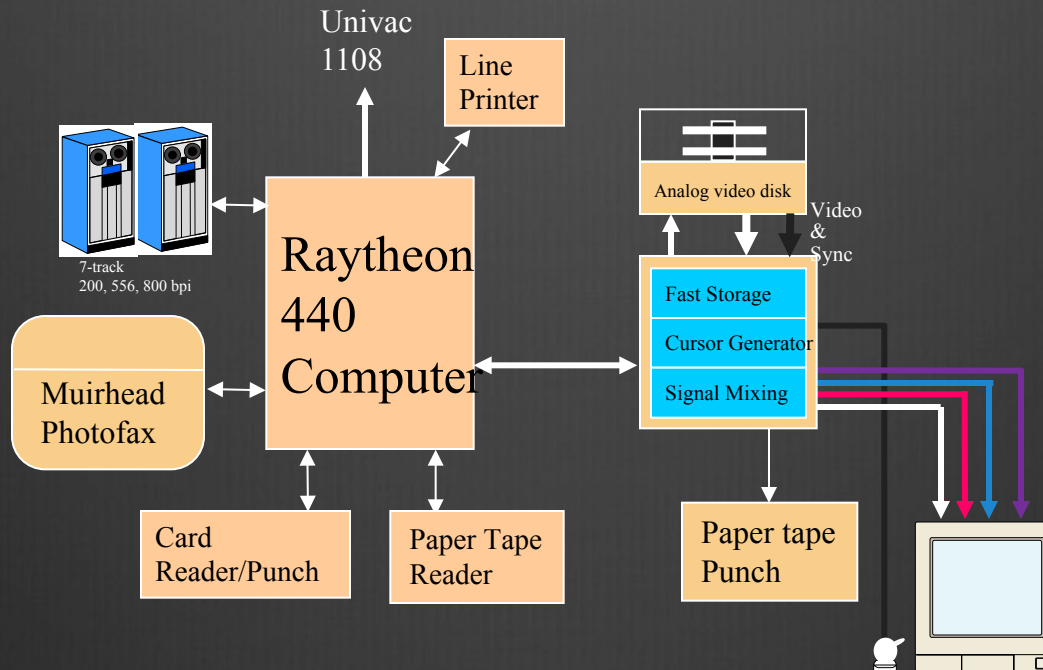 Univac
1108
Line
Printer
Analog video disk
Video
&
Sync
7-track
200, 556, 800 bpi
Raytheon
440
Computer
Fast Storage
Cursor Generator
Signal Mixing
Muirhead
Photofax
Card
Reader/Punch
Paper Tape
Reader
Paper tape
Punch